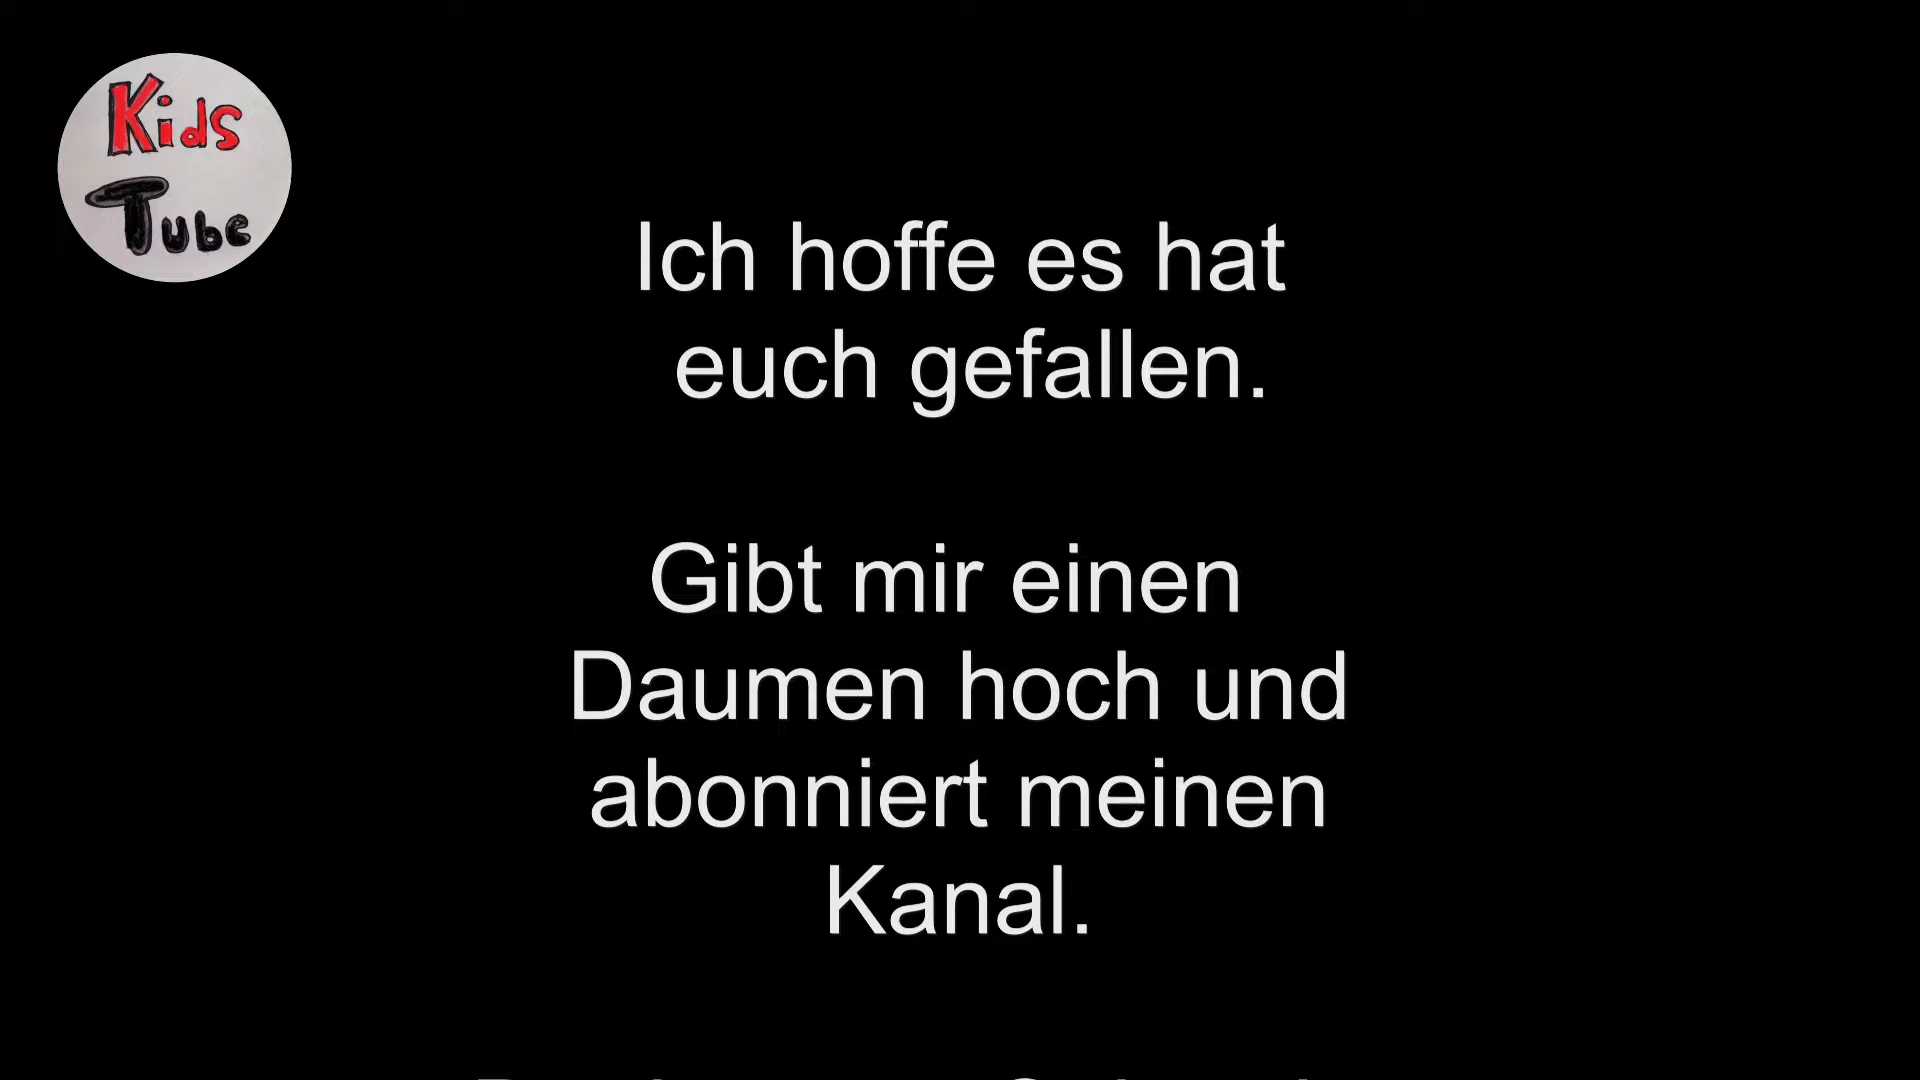 Kids
Tube
Ich hoffe es hat
euch gefallen.
Gibt mir einen
Daumen hoch und
abonniert meinen
Kanal.